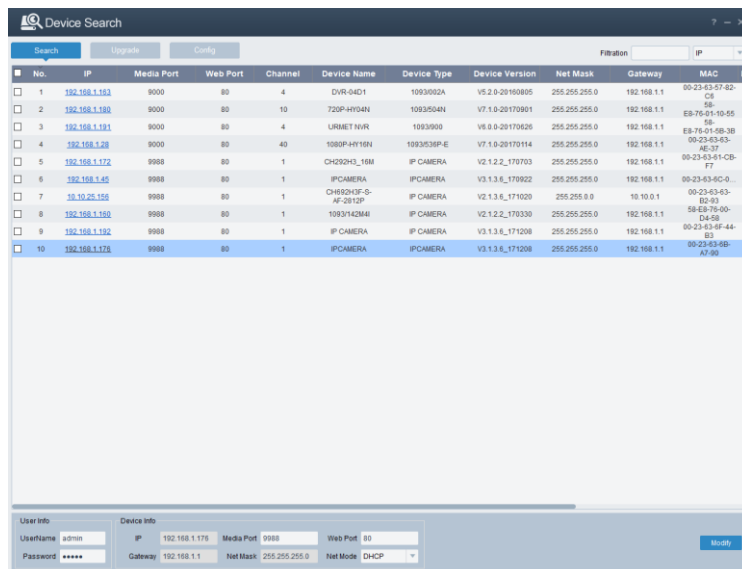 Device Search
? – ×
Search Upgrade Config Filtration IP
No. IP Media Port Web Port Channel Device Name Device Type Device Version Net Mask Gateway MAC
1 192.168.1.163 9000 80 4 DVR-04D1 1093/002A V5.2.0-20160805 255.255.255.0 192.168.1.1 00-23-63-57-82-C6
2 192.168.1.180 9000 80 10 720P-HY04N 1093/504N V7.1.0-20170901 255.255.255.0 192.168.1.1 58-E8-76-01-10-55
3 192.168.1.191 9000 80 4 URMET NVR 1093/900 V6.0.0-20170626 255.255.255.0 192.168.1.1 58-E8-76-01-5B-3B
4 192.168.1.28 9000 80 40 1080P-HY16N 1093/536P-E V7.1.0-20170114 255.255.255.0 192.168.1.1 00-23-63-63-AE-37
5 192.168.1.172 9988 80 1 CH292H3_16M IP CAMERA V2.1.2.2_170703 255.255.255.0 192.168.1.1 00-23-63-61-CB-F7
6 192.168.1.45 9988 80 1 IPCAMERA IPCAMERA V3.1.3.6_170922 255.255.255.0 192.168.1.1 00-23-63-6C-0...
7 10.10.25.156 9988 80 1 CH692H3F-S-AF-2812P IP CAMERA V2.1.3.6_171020 255.255.0.0 10.10.0.1 00-23-63-63-B2-93
8 192.168.1.160 9988 80 1 1093/142M4I IP CAMERA V2.1.2.2_170330 255.255.255.0 192.168.1.1 58-E8-76-00-D4-58
9 192.168.1.192 9988 80 1 IP CAMERA IP CAMERA V3.1.3.6_171208 255.255.255.0 192.168.1.1 00-23-63-6F-44-B3
10 192.168.1.176 9988 80 1 IPCAMERA IPCAMERA V3.1.3.6_171208 255.255.255.0 192.168.1.1 00-23-63-6B-A7-90
User Info Device Info
UserName admin IP 192.168.1.176 Media Port 9988 Web Port 80
Modify
Password ●●●●● Gateway 192.168.1.1 Net Mask 255.255.255.0 Net Mode DHCP